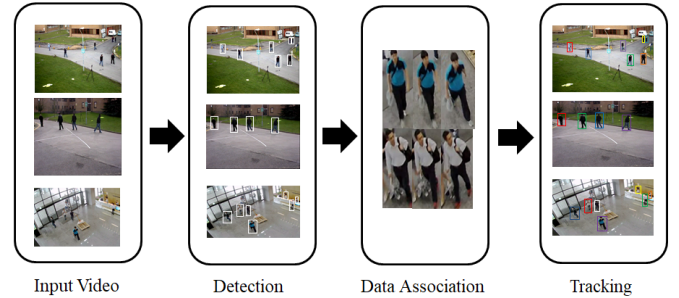 Input Video
Detection
Data Association
Tracking